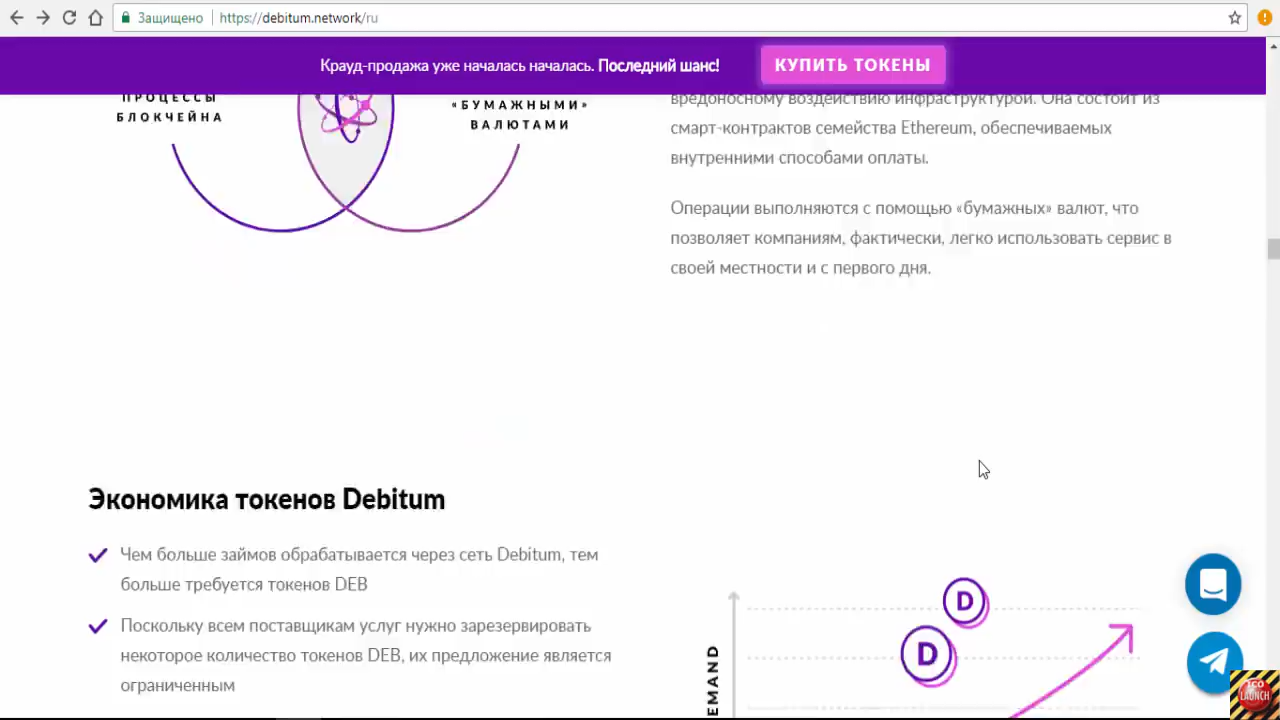 Защищено
https://debitum.network/ru
Крауд-продажа уже началась началась. Последний шанс!
КУПИТЬ ТОКЕНЫ
ПРОЦЕССЫ
БЛОКЧЕЙНА
«БУМАЖНЫМИ»
ВАЛЮТАМИ
вредоносному воздействию инфраструктурой. Она состоит из
смарт-контрактов семейства Ethereum, обеспечиваемых
внутренними способами оплаты.
Операции выполняются с помощью «бумажных» валют, что
позволяет компаниям, фактически, легко использовать сервис в
своей местности и с первого дня.
Экономика токенов Debitum
Чем больше займов обрабатывается через сеть Debitum, тем
больше требуется токенов DEB
Поскольку всем поставщикам услуг нужно зарезервировать
некоторое количество токенов DEB, их предложение является
ограниченным
D
D
EMAND
ICO
LAUNCH